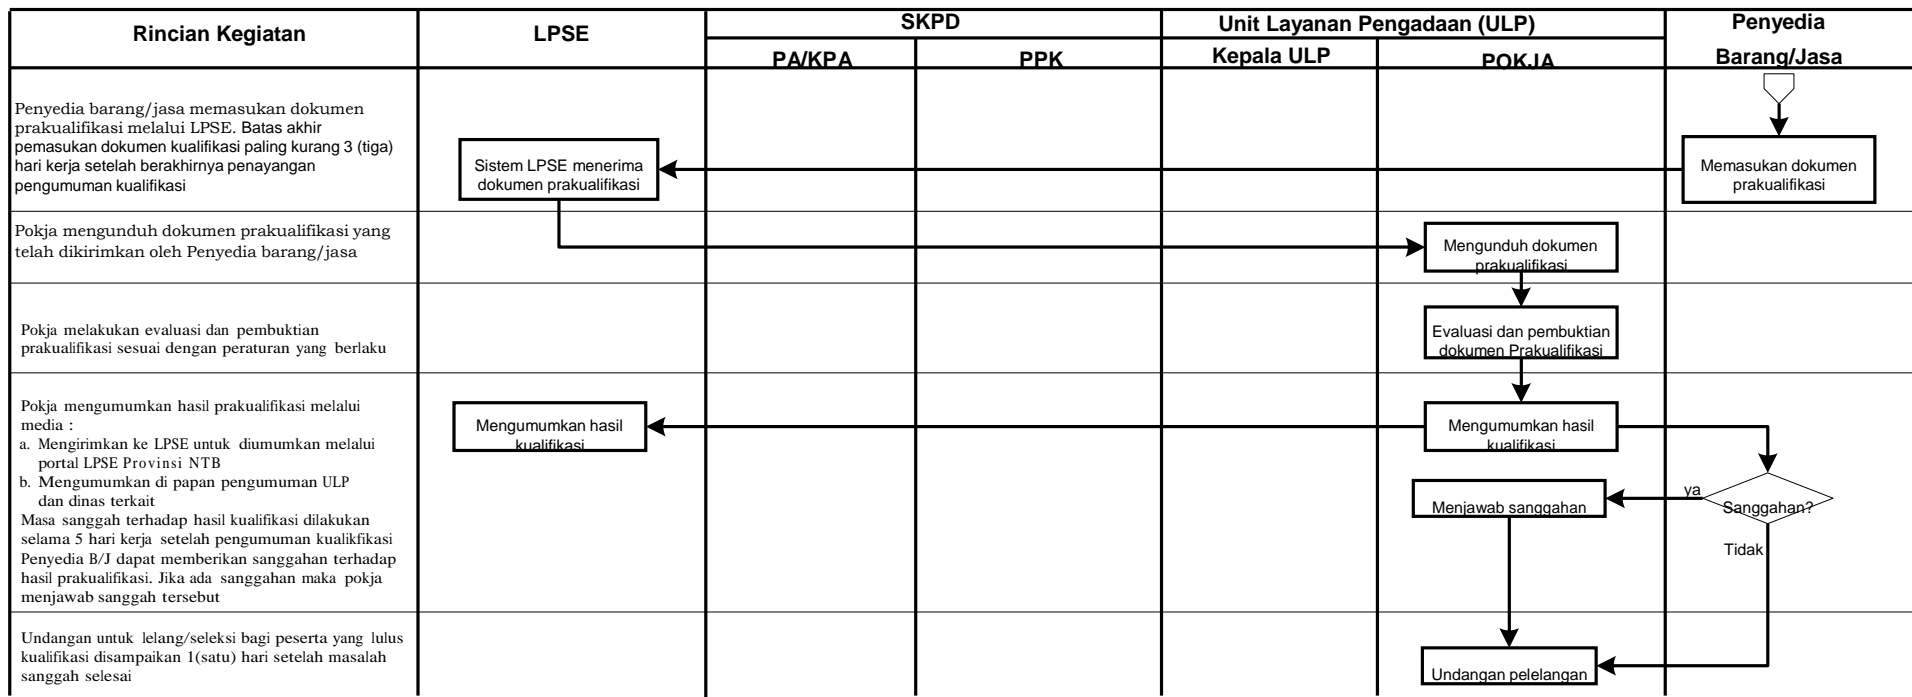 Rincian Kegiatan
LPSE
SKPD
Unit Layanan Pengadaan (ULP)
Penyedia
Barang/Jasa
PA/KPA
PPK
Kepala ULP
POKJA
Penyedia barang/jasa memasukan dokumen
prakualifikasi melalui LPSE. Batas akhir
pemasukan dokumen kualifikasi paling kurang 3 (tiga)
hari kerja setelah berakhirnya penayangan
pengumuman kualifikasi
Sistem LPSE menerima
dokumen prakualifikasi
Memasukan dokumen
prakualifikasi
Pokja mengunduh dokumen prakualifikasi yang
telah dikirimkan oleh Penyedia barang/jasa
Mengunduh dokumen
prakualifikasi
Pokja melakukan evaluasi dan pembuktian
prakualifikasi sesuai dengan peraturan yang berlaku
Evaluasi dan pembuktian
dokumen Prakualifikasi
Pokja mengumumkan hasil prakualifikasi melalui
media :
a. Mengirimkan ke LPSE untuk diumumkan melalui
portal LPSE Provinsi NTB
b. Mengumumkan di papan pengumuman ULP
dan dinas terkait
Masa sanggah terhadap hasil kualifikasi dilakukan
selama 5 hari kerja setelah pengumuman kualikfikasi
Penyedia B/J dapat memberikan sanggahan terhadap
hasil prakualifikasi. Jika ada sanggahan maka pokja
menjawab sanggah tersebut
Mengumumkan hasil
kualifikasi
Mengumumkan hasil
kualifikasi
Menjawab sanggahan
ya
Sanggahan?
Tidak
Undangan untuk lelang/seleksi bagi peserta yang lulus
kualifikasi disampaikan 1(satu) hari setelah masalah
sanggah selesai
Undangan pelelangan